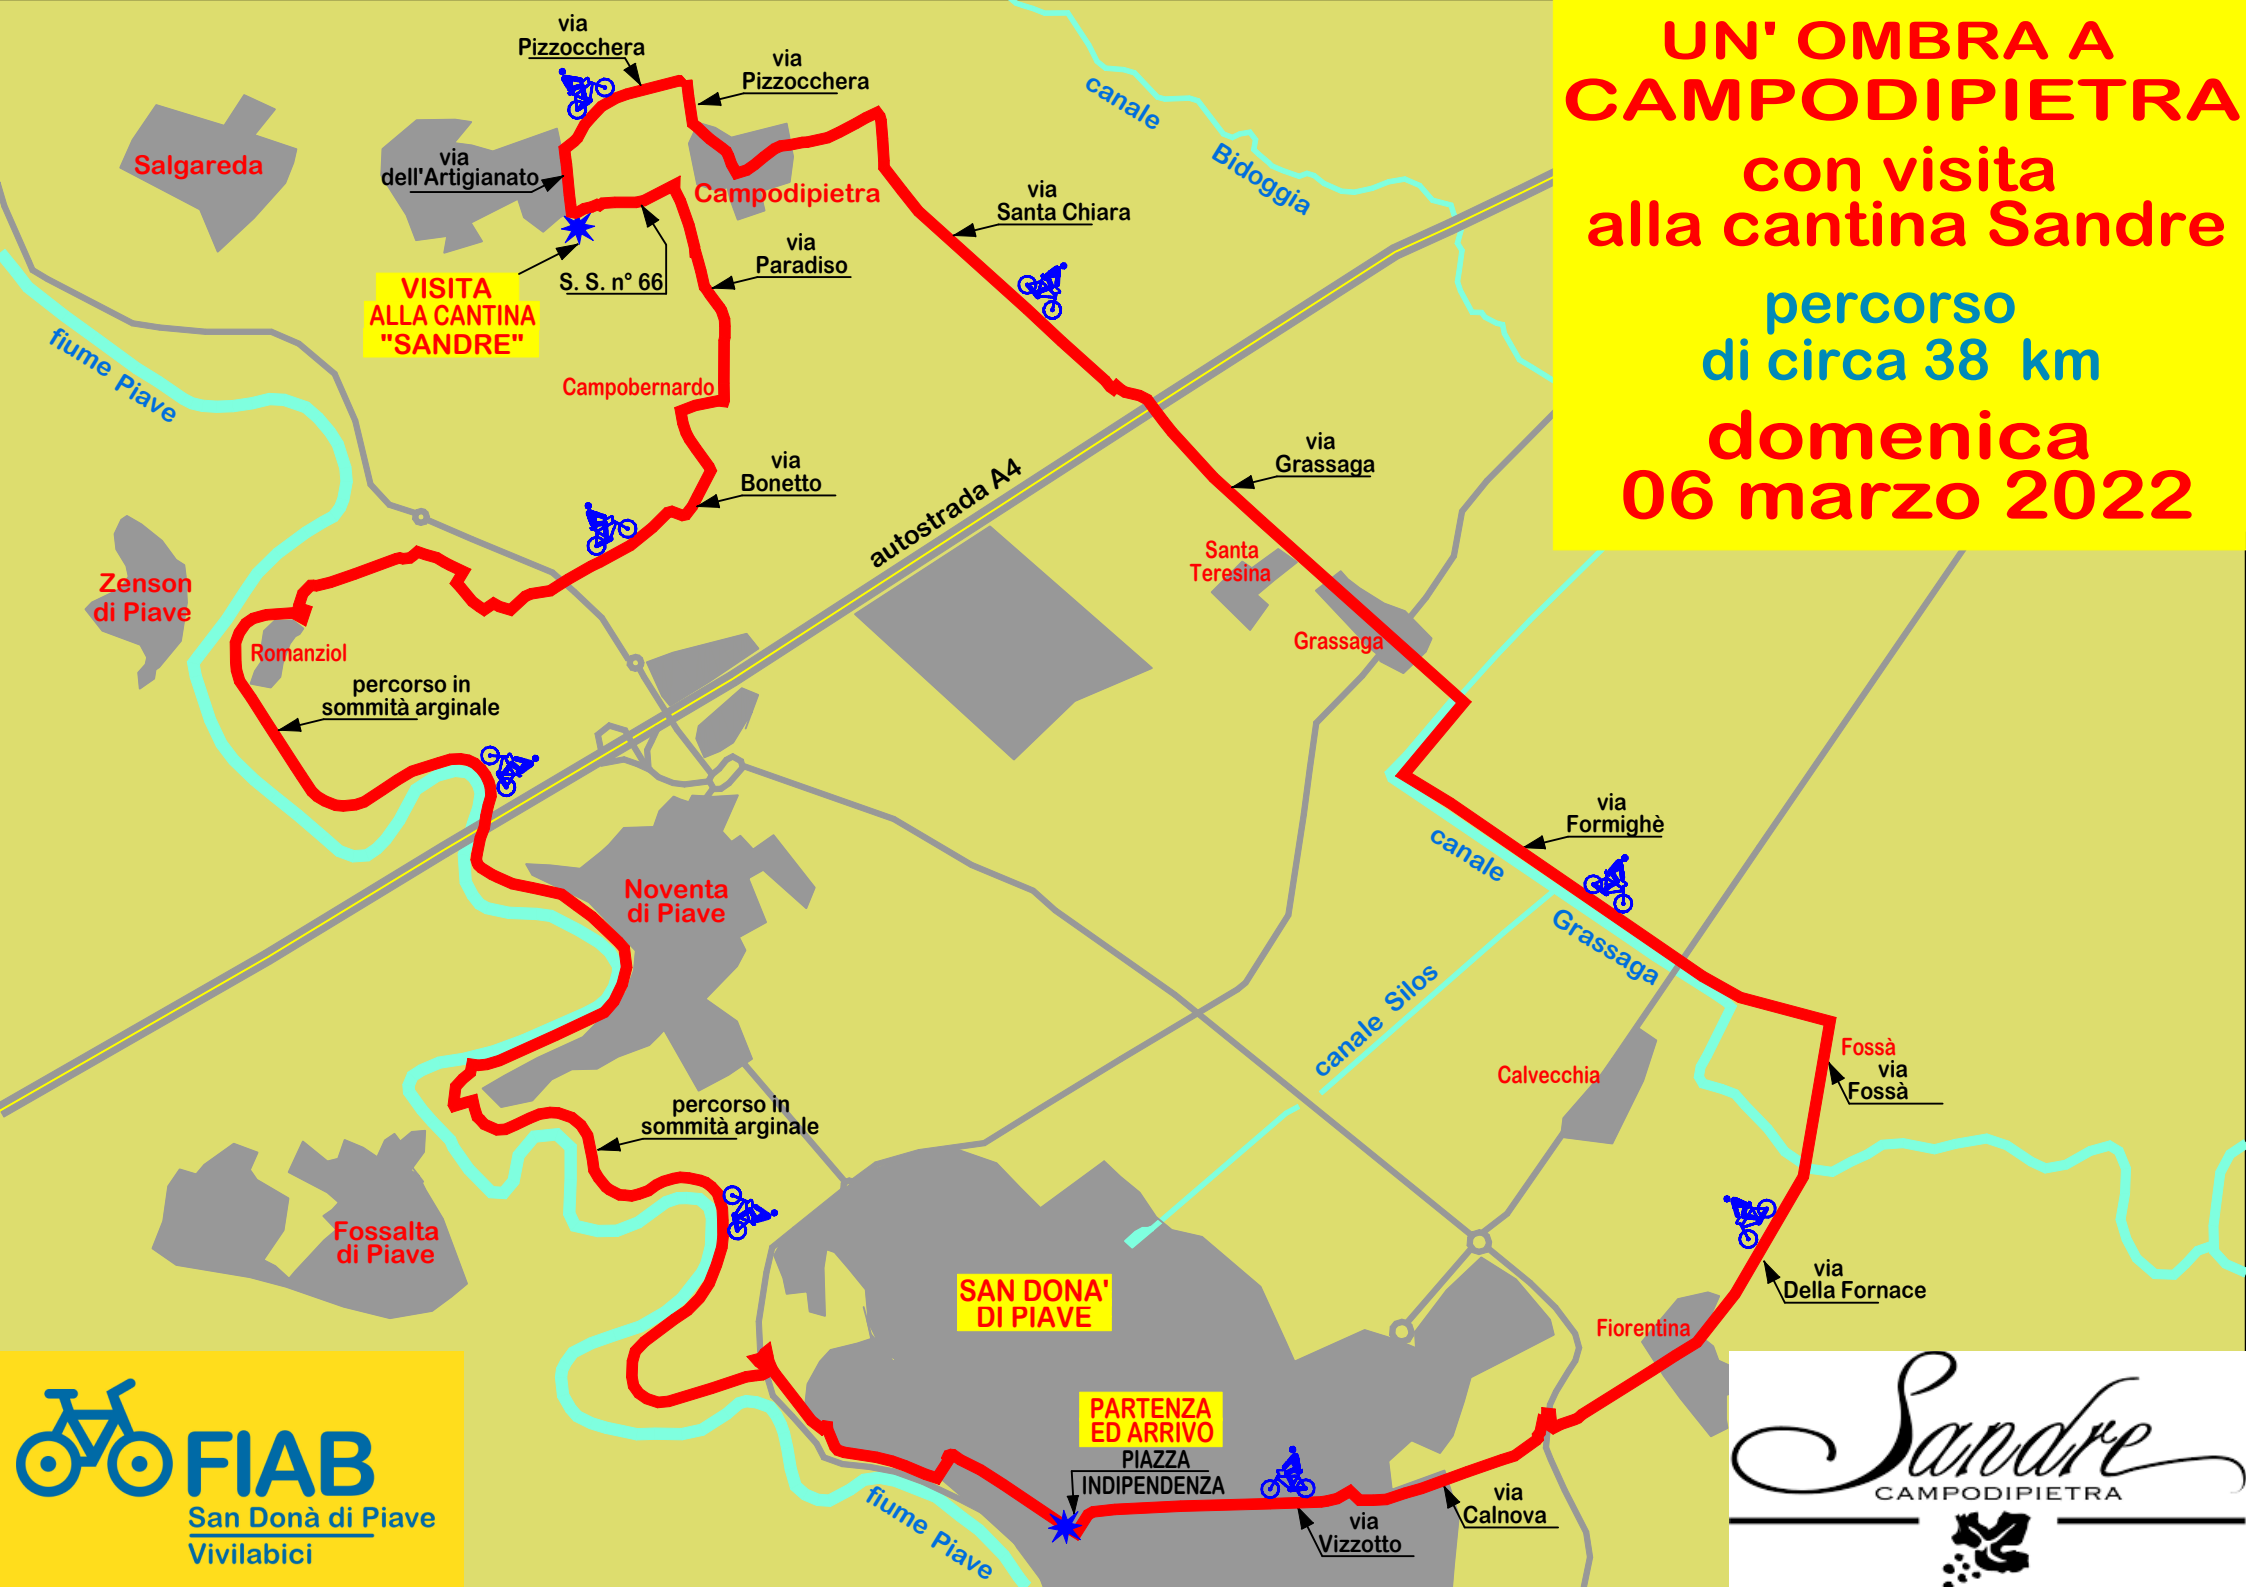 UN' OMBRA A
CAMPODIPIETRA
con visita
alla cantina Sandre
percorso
di circa 38 km
domenica
06 marzo 2022
via
Pizzocchera
via
Pizzocchera
canale
Bidoggia
Salgareda
via
dell'Artigianato
Campodipietra
via
Santa Chiara
via
Paradiso
S. S. n° 66
VISITA
ALLA CANTINA
"SANDRE"
fiume Piave
Campobernardo
via
Bonetto
autostrada A4
via
Grassaga
Santa
Teresina
Grassaga
Zenson
di Piave
Romanziol
percorso in
sommità arginale
via
Formighè
canale
Grassaga
Noventa
di Piave
canale Silos
Fossà
via
Fossà
Calvecchia
percorso in
sommità arginale
Fossalta
di Piave
SAN DONA'
DI PIAVE
via
Della Fornace
Fiorentina
PARTENZA
ED ARRIVO
PIAZZA
INDIPENDENZA
via
Calnova
via
Vizzotto
fiume Piave
FIAB
San Donà di Piave
Vivilabici
Sandre
CAMPODIPIETRA